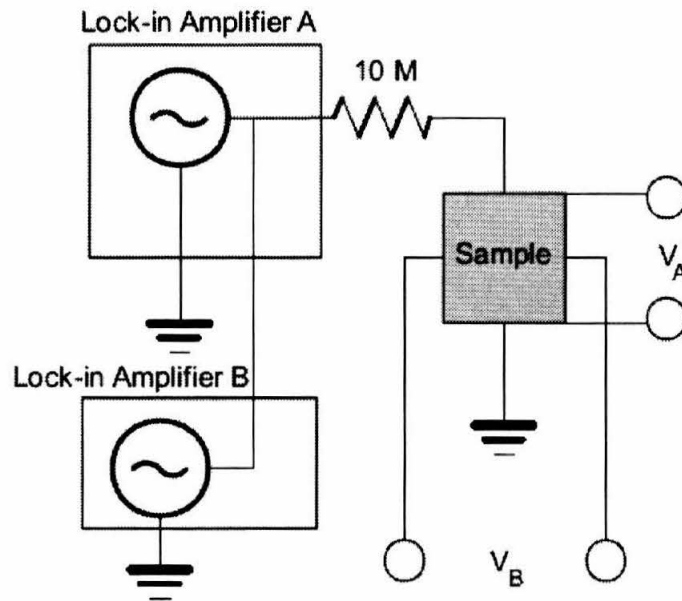 Lock-in Amplifier A
10 M
Sample
V_A
Lock-in Amplifier B
V_B